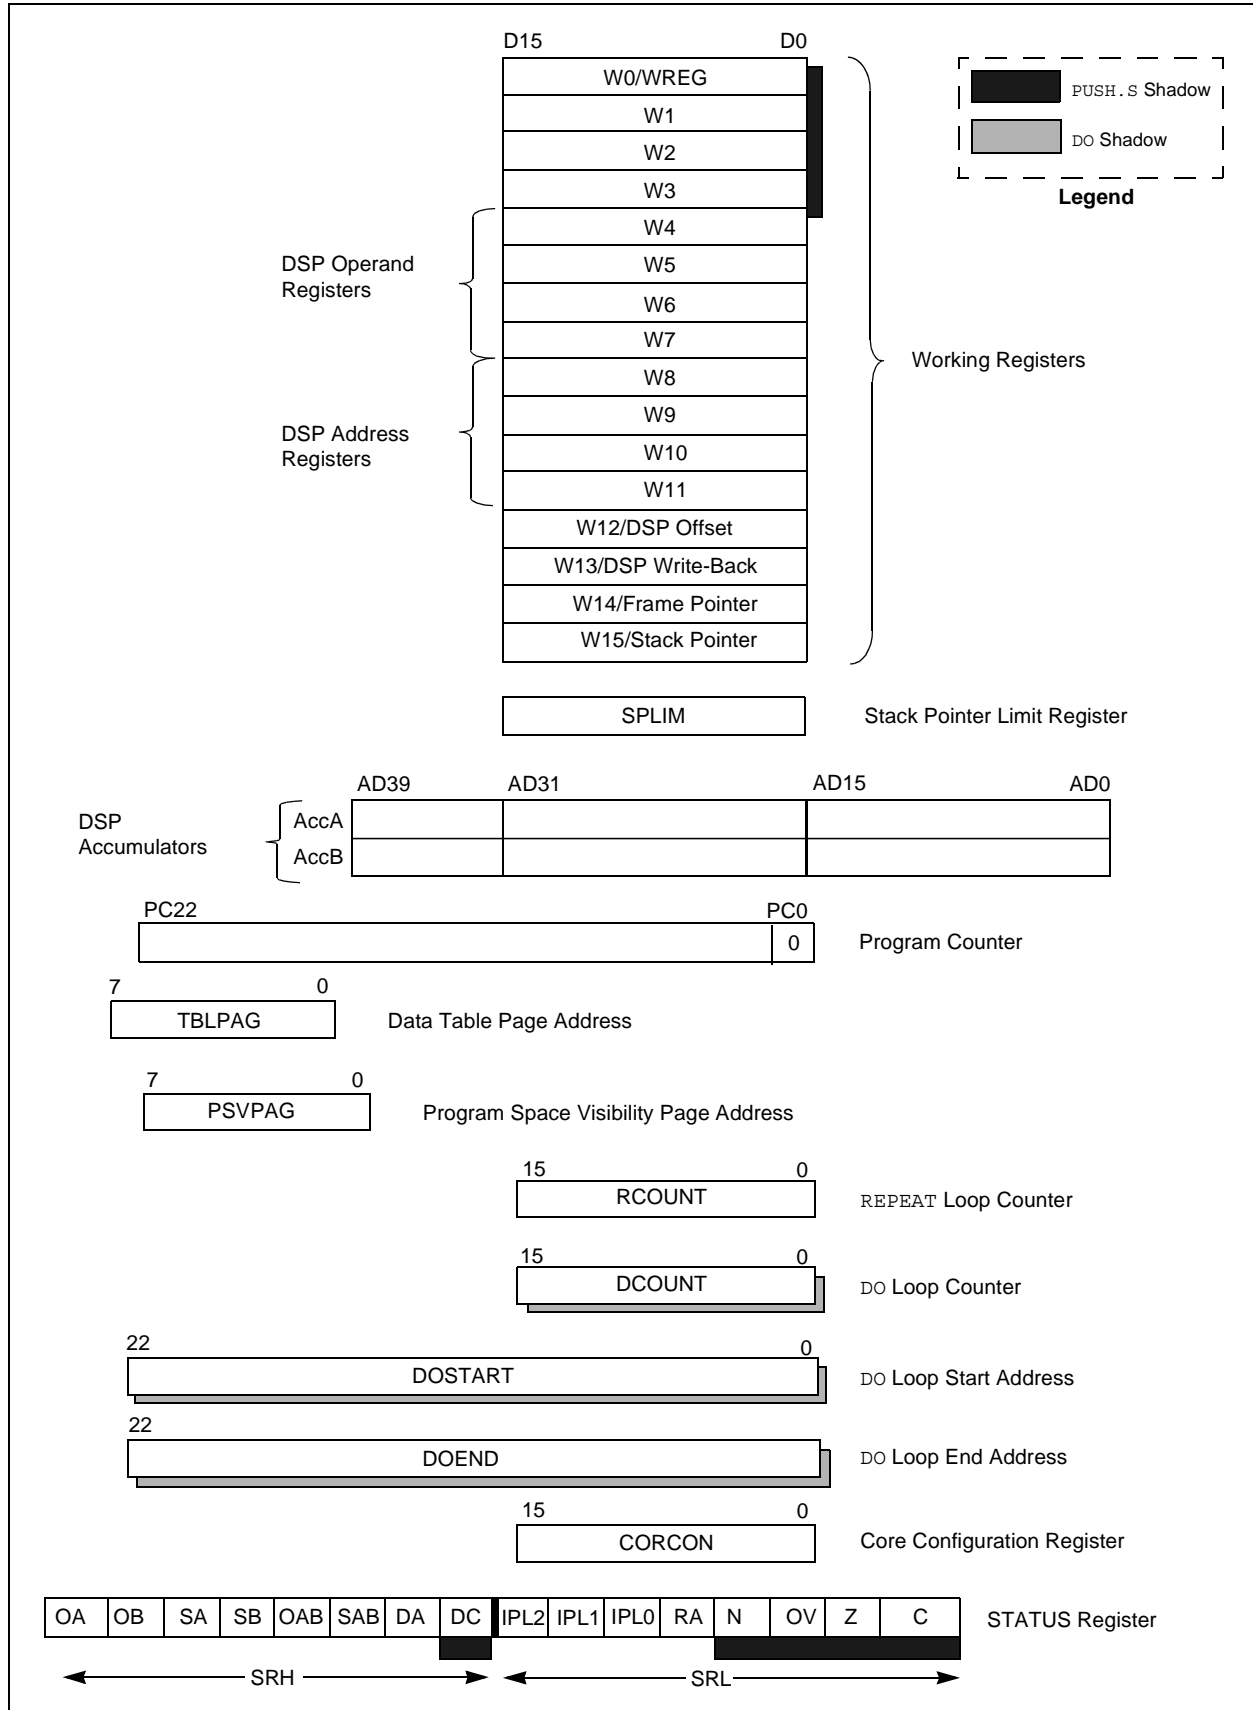 D15 D0
W0/WREG
W1
W2
W3
W4
W5
W6
W7
W8
W9
W10
W11
W12/DSP Offset
W13/DSP Write-Back
W14/Frame Pointer
W15/Stack Pointer
PUSH.S Shadow
DO Shadow
Legend
DSP Operand
Registers
DSP Address
Registers
Working Registers
SPLIM Stack Pointer Limit Register
AD39 AD31 AD15 AD0
DSP
Accumulators
AccA
AccB
PC22 PC0
0 Program Counter
7 0
TBLPAG Data Table Page Address
7 0
PSVPAG Program Space Visibility Page Address
15 0
RCOUNT REPEAT Loop Counter
15 0
DCOUNT DO Loop Counter
22 0
DOSTART DO Loop Start Address
22
DOEND DO Loop End Address
15 0
CORCON Core Configuration Register
OA OB SA SB OAB SAB DA DC IPL2 IPL1 IPL0 RA N OV Z C STATUS Register
SRH SRL